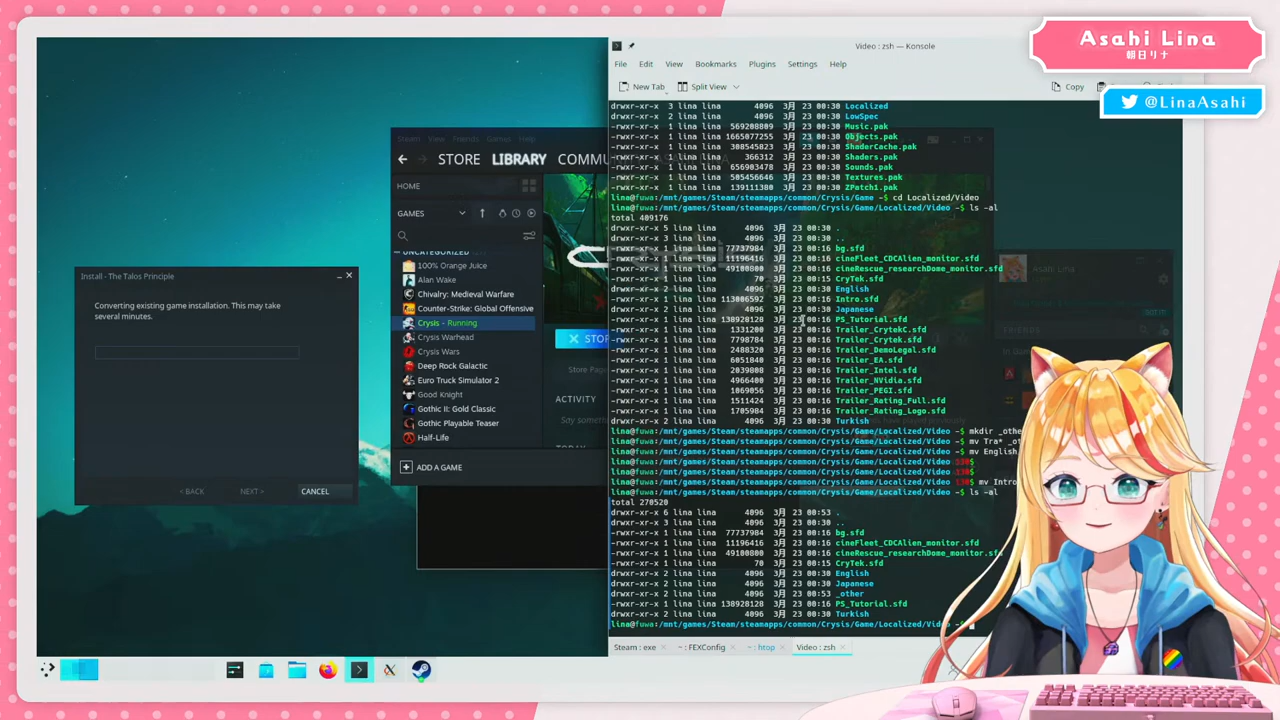 Asahi Lina
朝日リナ
@LinaAsahi
Video : zsh — Konsole
File Edit View Bookmarks Plugins Settings Help
New Tab Split View Copy
drwxr-xr-x 3 lina lina 4096 3月 23 00:30 Localized
drwxr-xr-x 2 lina lina 4096 3月 23 00:30 LowSpec
-rwxr-xr-x 1 lina lina 569208809 3月 23 00:30 Music.pak
-rwxr-xr-x 1 lina lina 1665077255 3月 23 00:30 Objects.pak
-rwxr-xr-x 1 lina lina 308545823 3月 23 00:30 ShaderCache.pak
-rwxr-xr-x 1 lina lina 366312 3月 23 00:30 Shaders.pak
-rwxr-xr-x 1 lina lina 656903478 3月 23 00:30 Sounds.pak
-rwxr-xr-x 1 lina lina 505456646 3月 23 00:30 Textures.pak
-rwxr-xr-x 1 lina lina 139111380 3月 23 00:30 ZPatch1.pak
lina@fuwa:/mnt/games/Steam/steamapps/common/Crysis/Game -$ cd Localized/Video
lina@fuwa:/mnt/games/Steam/steamapps/common/Crysis/Game/Localized/Video -$ ls -al
total 409176
drwxr-xr-x 5 lina lina 4096 3月 23 00:30 .
drwxr-xr-x 3 lina lina 4096 3月 23 00:30 ..
-rwxr-xr-x 1 lina lina 77737984 3月 23 00:16 bg.sfd
-rwxr-xr-x 1 lina lina 11196416 3月 23 00:16 cineFleet_CDCAlien_monitor.sfd
-rwxr-xr-x 1 lina lina 49100800 3月 23 00:16 cineRescue_researchDome_monitor.sfd
-rwxr-xr-x 1 lina lina 70 3月 23 00:15 CryTek.sfd
drwxr-xr-x 2 lina lina 4096 3月 23 00:30 English
-rwxr-xr-x 1 lina lina 113006592 3月 23 00:16 Intro.sfd
drwxr-xr-x 2 lina lina 4096 3月 23 00:30 Japanese
-rwxr-xr-x 1 lina lina 138928128 3月 23 00:16 PS_Tutorial.sfd
-rwxr-xr-x 1 lina lina 1331200 3月 23 00:16 Trailer_CrytekC.sfd
-rwxr-xr-x 1 lina lina 7798784 3月 23 00:16 Trailer_Crytek.sfd
-rwxr-xr-x 1 lina lina 2488320 3月 23 00:16 Trailer_DemoLegal.sfd
-rwxr-xr-x 1 lina lina 6051840 3月 23 00:16 Trailer_EA.sfd
-rwxr-xr-x 1 lina lina 2039808 3月 23 00:16 Trailer_Intel.sfd
-rwxr-xr-x 1 lina lina 4966400 3月 23 00:16 Trailer_NVidia.sfd
-rwxr-xr-x 1 lina lina 1869056 3月 23 00:16 Trailer_PEGI.sfd
-rwxr-xr-x 1 lina lina 1511424 3月 23 00:16 Trailer_Rating_Full.sfd
-rwxr-xr-x 1 lina lina 1705984 3月 23 00:16 Trailer_Rating_Logo.sfd
drwxr-xr-x 2 lina lina 4096 3月 23 00:30 Turkish
lina@fuwa:/mnt/games/Steam/steamapps/common/Crysis/Game/Localized/Video -$ mkdir _othe
lina@fuwa:/mnt/games/Steam/steamapps/common/Crysis/Game/Localized/Video -$ mv Tra* _ot
lina@fuwa:/mnt/games/Steam/steamapps/common/Crysis/Game/Localized/Video -$ mv English
lina@fuwa:/mnt/games/Steam/steamapps/common/Crysis/Game/Localized/Video 130$
lina@fuwa:/mnt/games/Steam/steamapps/common/Crysis/Game/Localized/Video 130$
lina@fuwa:/mnt/games/Steam/steamapps/common/Crysis/Game/Localized/Video 130$ mv Intro
lina@fuwa:/mnt/games/Steam/steamapps/common/Crysis/Game/Localized/Video -$ ls -al
total 270520
drwxr-xr-x 6 lina lina 4096 3月 23 00:53 .
drwxr-xr-x 3 lina lina 4096 3月 23 00:30 ..
-rwxr-xr-x 1 lina lina 77737984 3月 23 00:16 bg.sfd
-rwxr-xr-x 1 lina lina 11196416 3月 23 00:16 cineFleet_CDCAlien_monitor.sfd
-rwxr-xr-x 1 lina lina 49100800 3月 23 00:16 cineRescue_researchDome_monitor.sfd
-rwxr-xr-x 1 lina lina 70 3月 23 00:15 CryTek.sfd
drwxr-xr-x 2 lina lina 4096 3月 23 00:30 English
drwxr-xr-x 2 lina lina 4096 3月 23 00:30 Japanese
drwxr-xr-x 2 lina lina 4096 3月 23 00:53 _other
-rwxr-xr-x 1 lina lina 138928128 3月 23 00:16 PS_Tutorial.sfd
drwxr-xr-x 2 lina lina 4096 3月 23 00:30 Turkish
lina@fuwa:/mnt/games/Steam/steamapps/common/Crysis/Game/Localized/Video -$
Steam : exe ~ : FEXConfig ~ : htop Video : zsh
Steam View Friends Games Help
STORE LIBRARY COMMU
HOME
GAMES
UNCATEGORIZED
100% Orange Juice
Alan Wake
Chivalry: Medieval Warfare
Counter-Strike: Global Offensive
Crysis - Running
Crysis Warhead
Crysis Wars
Deep Rock Galactic
Euro Truck Simulator 2
Good Knight
Gothic II: Gold Classic
Gothic Playable Teaser
Half-Life
ADD A GAME
STOP
Store Pag
ACTIVITY
Say somet
TODAY
Asahi Lina
FRIENDS
Install - The Talos Principle
Converting existing game installation. This may take
several minutes.
< BACK NEXT > CANCEL